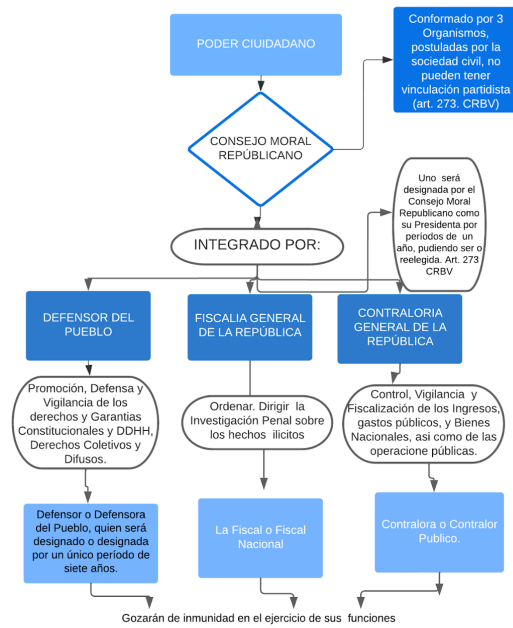 PODER CIUIDADANO
Conformado por 3
Organismos,
postuladas por la
sociedad civil, no
pueden tener
vinculación partidista
(art. 273. CRBV)
CONSEJO MORAL
REPÚBLICANO
INTEGRADO POR:
Uno será
designada por el
Consejo Moral
Republicano como
su Presidenta por
períodos de un
año, pudiendo ser o
reelegida. Art. 273
CRBV
DEFENSOR DEL
PUEBLO
FISCALIA GENERAL
DE LA REPÚBLICA
CONTRALORIA
GENERAL DE LA
REPÚBLICA
Promoción, Defensa y
Vigilancia de los
derechos y Garantias
Constitucionales y DDHH,
Derechos Coletivos y
Difusos.
Ordenar. Dirigir la
Investigación Penal sobre
los hechos ilicitos
Control, Vigilancia y
Fiscalización de los Ingresos,
gastos públicos, y Bienes
Nacionales, asi como de las
operacione públicas.
Defensor o Defensora
del Pueblo, quien será
designado o designada
por un único período de
siete años.
La Fiscal o Fiscal
Nacional
Contralora o Contralor
Publico.
Gozarán de inmunidad en el ejercicio de sus funciones